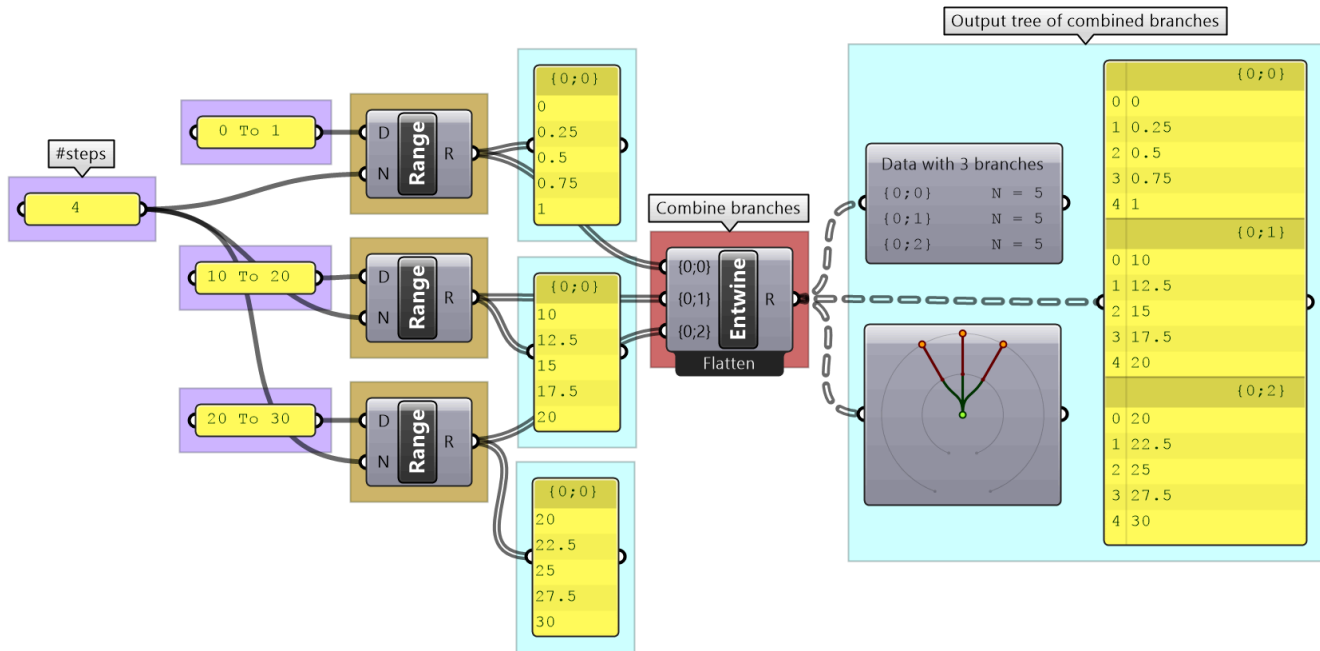 #steps
4
0 To 1
10 To 20
20 To 30
D
N
Range
R
D
N
Range
R
D
N
Range
R
{0;0}
0
0.25
0.5
0.75
1
{0;0}
10
12.5
15
17.5
20
{0;0}
20
22.5
25
27.5
30
Combine branches
{0;0}
{0;1}
{0;2}
Entwine
R
Flatten
Output tree of combined branches
Data with 3 branches
{0;0} N = 5
{0;1} N = 5
{0;2} N = 5
{0;0}
0 0
1 0.25
2 0.5
3 0.75
4 1
{0;1}
0 10
1 12.5
2 15
3 17.5
4 20
{0;2}
0 20
1 22.5
2 25
3 27.5
4 30